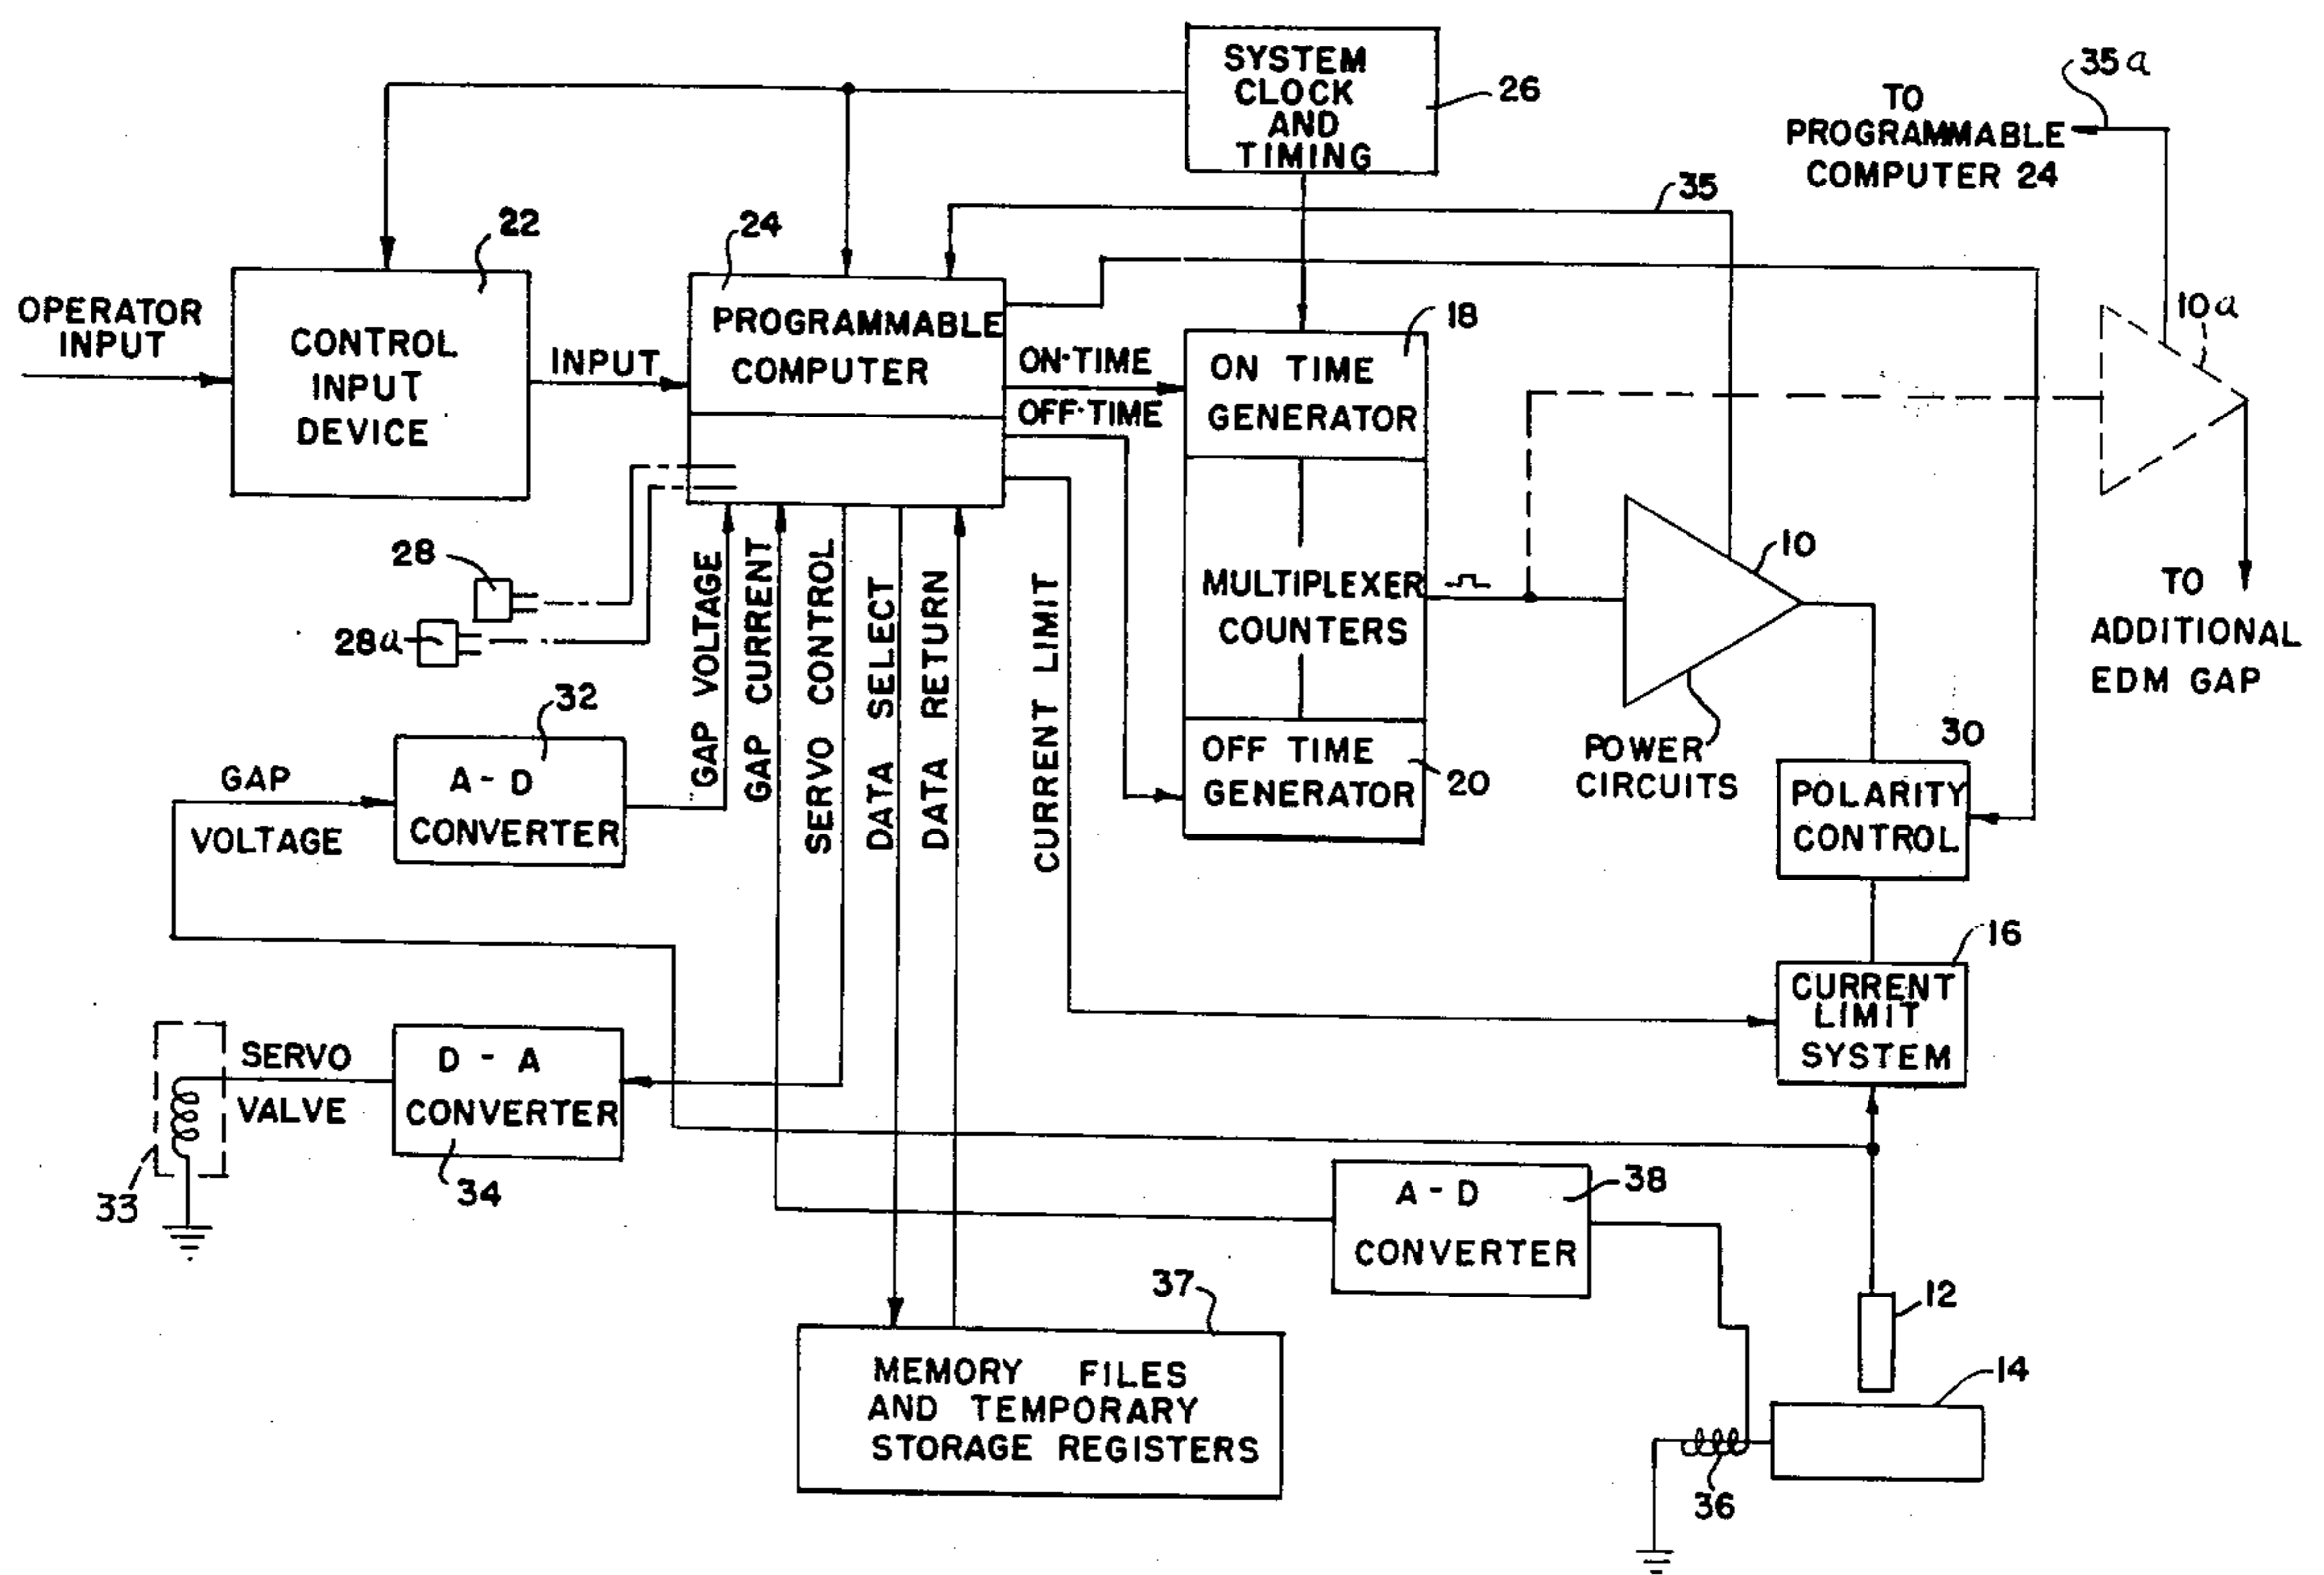 SYSTEM
CLOCK
AND
TIMING
26
35a
TO
PROGRAMMABLE
COMPUTER 24
35
22
24
OPERATOR
INPUT
CONTROL
INPUT
DEVICE
INPUT
PROGRAMMABLE
COMPUTER
ON-TIME
OFF-TIME
18
ON TIME
GENERATOR
10a
28
28a
MULTIPLEXER
COUNTERS
10
TO
ADDITIONAL
EDM GAP
GAP VOLTAGE
GAP CURRENT
SERVO CONTROL
DATA SELECT
DATA RETURN
CURRENT LIMIT
32
A-D
CONVERTER
GAP
VOLTAGE
OFF TIME
GENERATOR
20
POWER
CIRCUITS
30
POLARITY
CONTROL
16
CURRENT
LIMIT
SYSTEM
SERVO
VALVE
D-A
CONVERTER
33
34
A-D
CONVERTER
38
37
MEMORY FILES
AND TEMPORARY
STORAGE REGISTERS
12
14
36